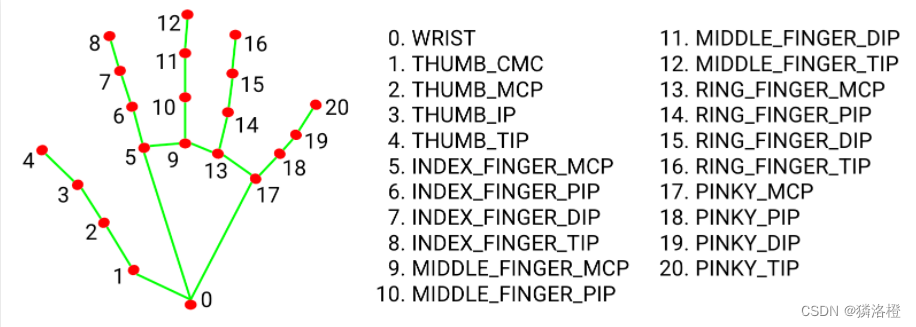 12
8
16
11
7
15
10
6
20
14
19
4
5
9
13
18
3
17
2
1
0
0. WRIST
1. THUMB_CMC
2. THUMB_MCP
3. THUMB_IP
4. THUMB_TIP
5. INDEX_FINGER_MCP
6. INDEX_FINGER_PIP
7. INDEX_FINGER_DIP
8. INDEX_FINGER_TIP
9. MIDDLE_FINGER_MCP
10. MIDDLE_FINGER_PIP
11. MIDDLE_FINGER_DIP
12. MIDDLE_FINGER_TIP
13. RING_FINGER_MCP
14. RING_FINGER_PIP
15. RING_FINGER_DIP
16. RING_FINGER_TIP
17. PINKY_MCP
18. PINKY_PIP
19. PINKY_DIP
20. PINKY_TIP
CSDN @獜洛橙